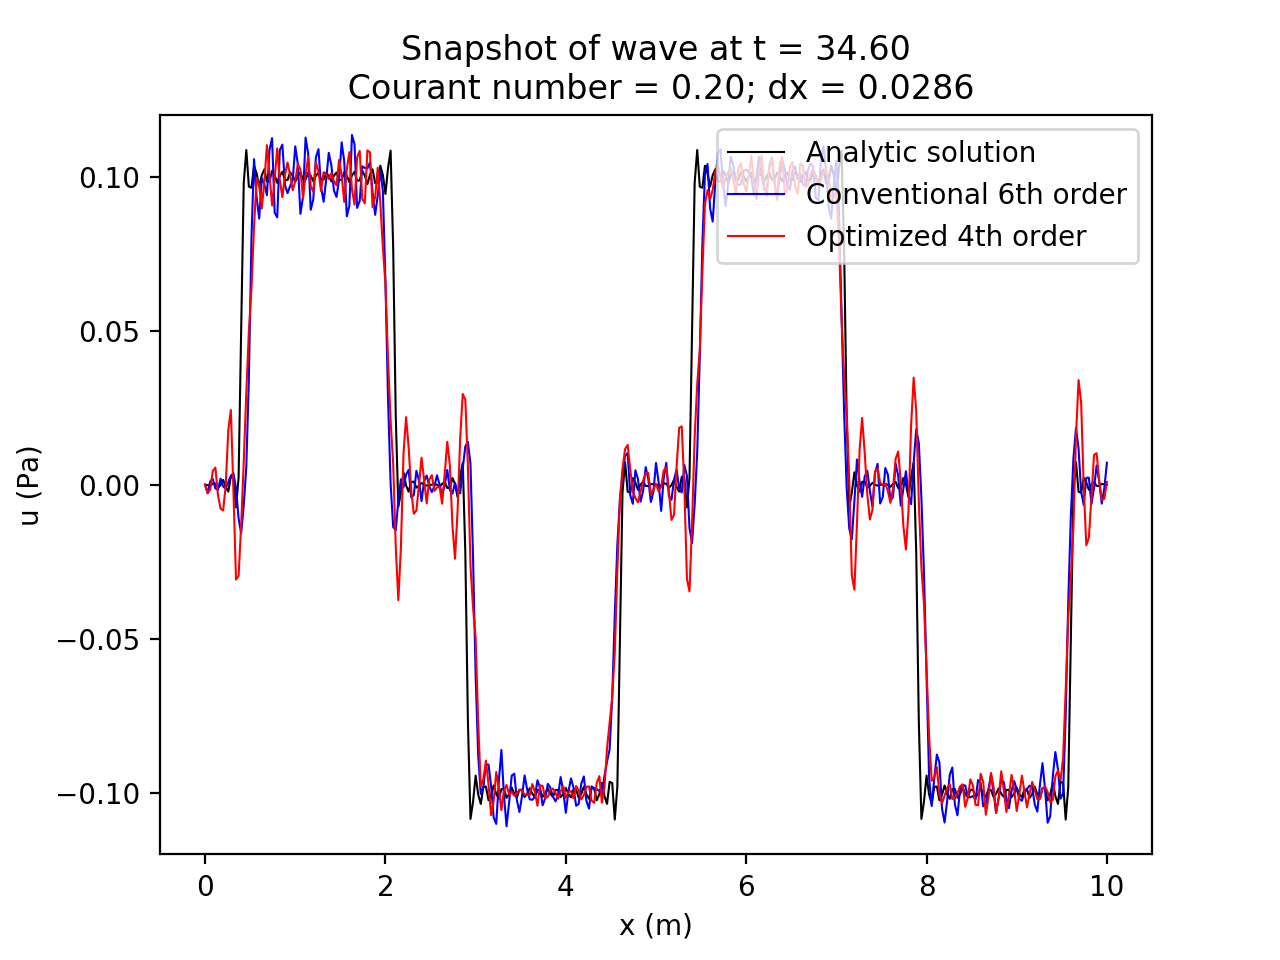 Snapshot of wave at t = 34.60
Courant number = 0.20; dx = 0.0286
Analytic solution
Conventional 6th order
Optimized 4th order
0.10
0.05
0.00
−0.05
−0.10
u (Pa)
0 2 4 6 8 10
x (m)